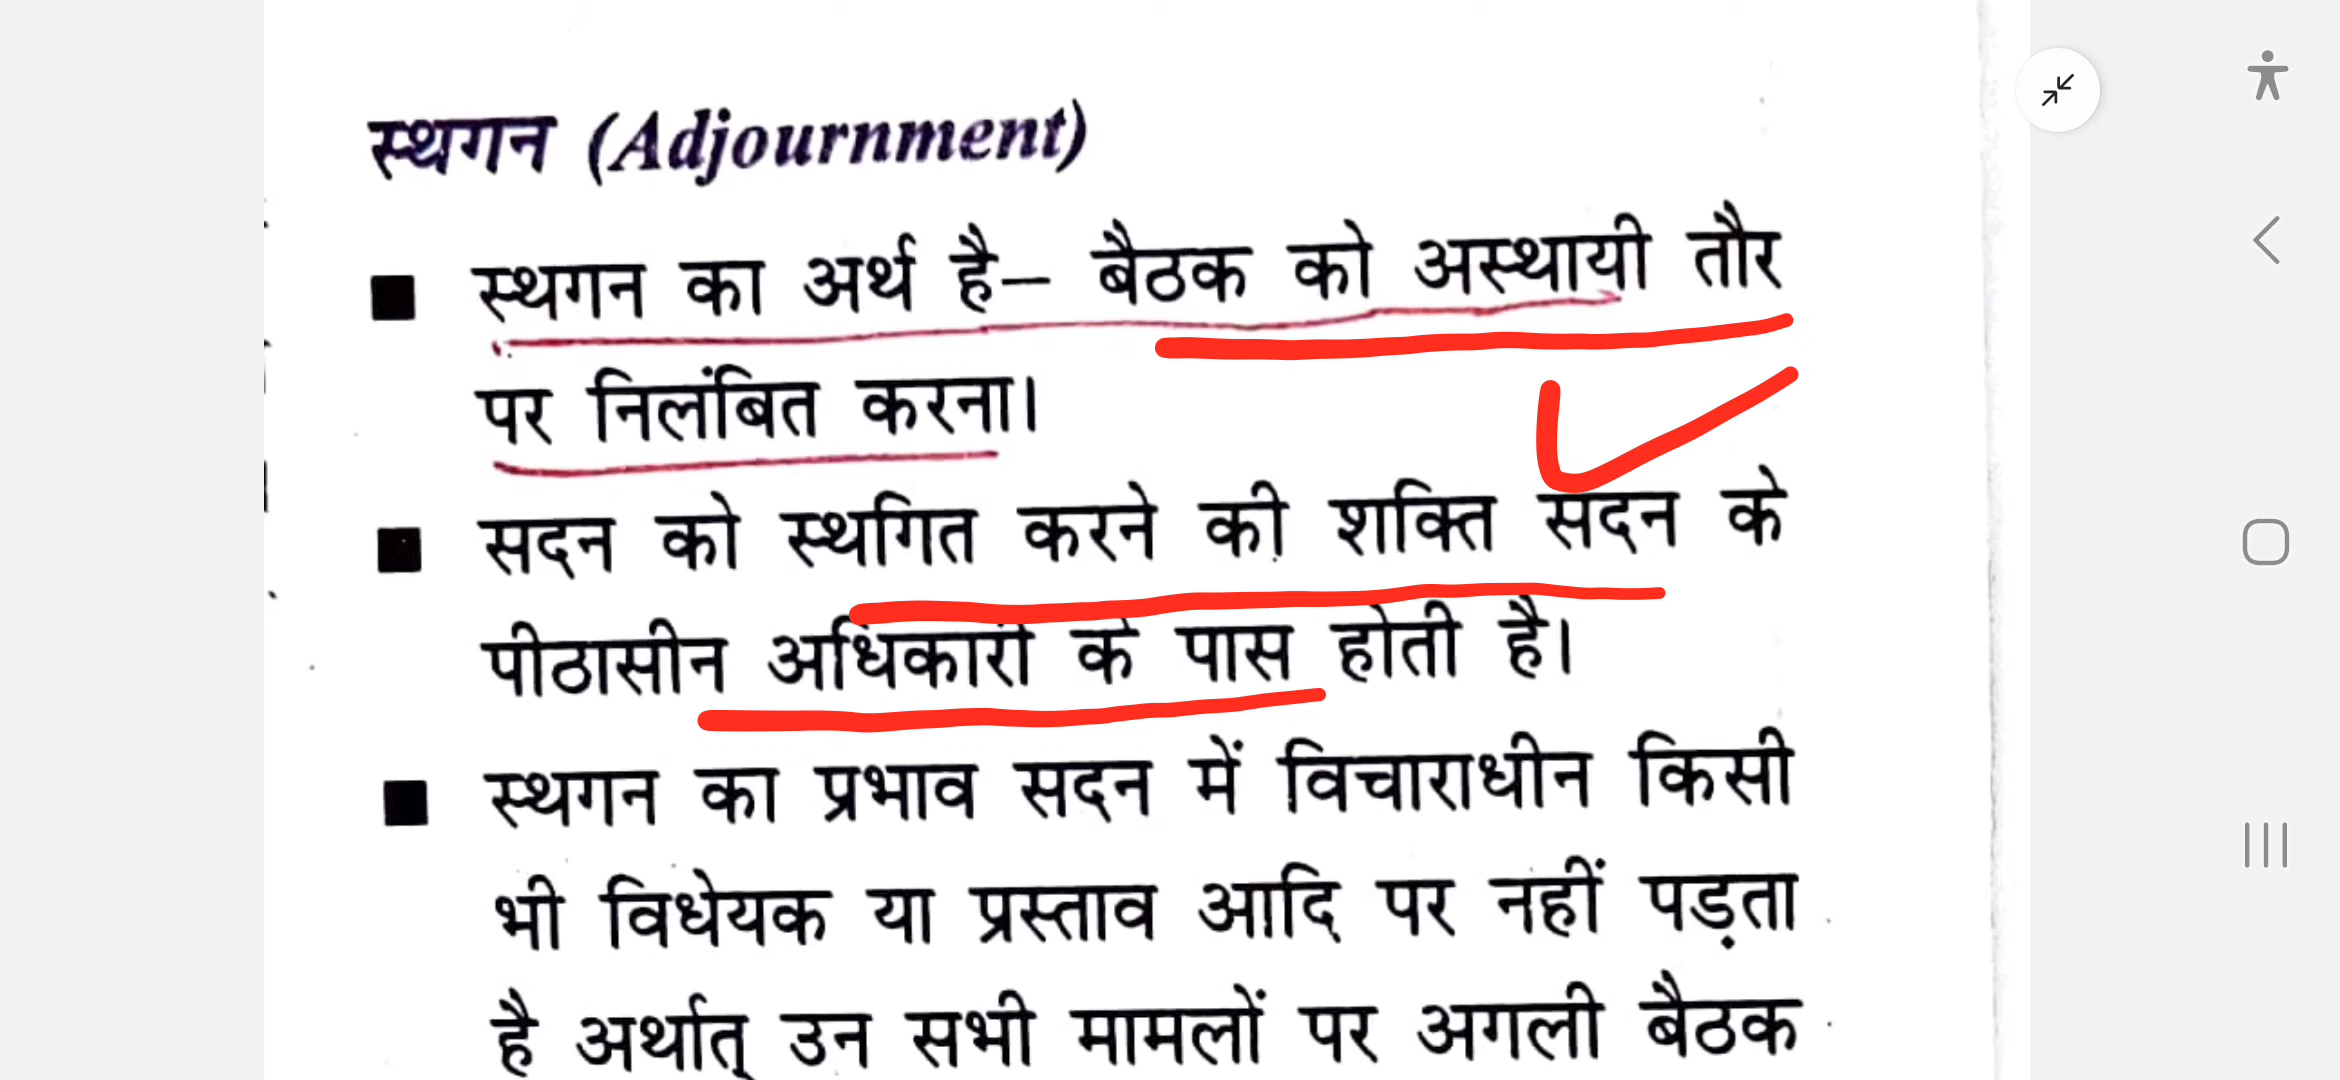 स्थगन (Adjournment)
■ स्थगन का अर्थ है– बैठक को अस्थायी तौर
पर निलंबित करना।
■ सदन को स्थगित करने की शक्ति सदन के
पीठासीन अधिकारी के पास होती है।
■ स्थगन का प्रभाव सदन में विचाराधीन किसी
भी विधेयक या प्रस्ताव आदि पर नहीं पड़ता
है अर्थात् उन सभी मामलों पर अगली बैठक